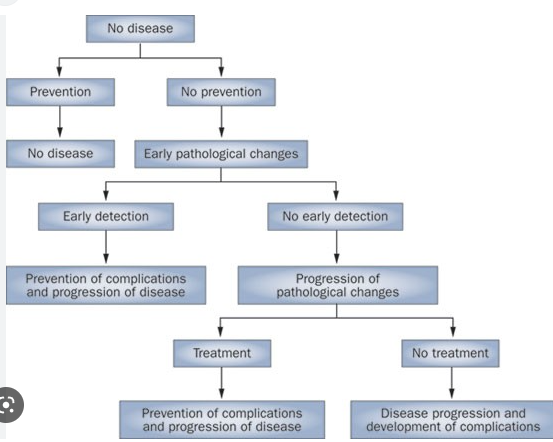 No disease
Prevention
No prevention
No disease
Early pathological changes
Early detection
No early detection
Prevention of complications
and progression of disease
Progression of
pathological changes
Treatment
No treatment
Prevention of complications
and progression of disease
Disease progression and
development of complications